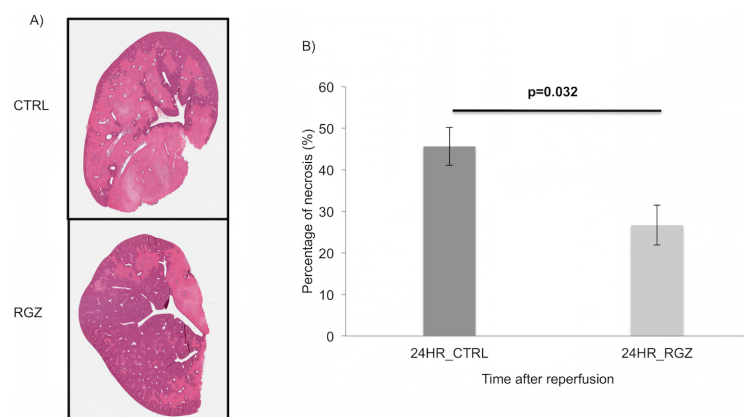 A)
CTRL
RGZ
B)
p=0.032
Percentage of necrosis (%)
60
50
40
30
20
10
0
24HR_CTRL
24HR_RGZ
Time after reperfusion